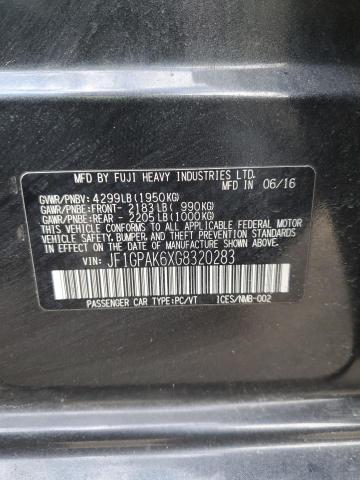 MFD BY FUJI HEAVY INDUSTRIES LTD.
MFD IN 06/16
GVWR/PNBV: 4299LB(1950KG)
GAWR/PNBE:FRONT- 2183LB( 990KG)
GAWR/PNBE:REAR - 2205LB(1000KG)
THIS VEHICLE CONFORMS TO ALL APPLICABLE FEDERAL MOTOR
VEHICLE SAFETY, BUMPER, AND THEFT PREVENTION STANDARDS
IN EFFECT ON THE DATE OF MANUFACTURE SHOWN ABOVE.
VIN: JF1GPAK6XG8320283
PASSENGER CAR TYPE:PC/VT ICES/NMB-002